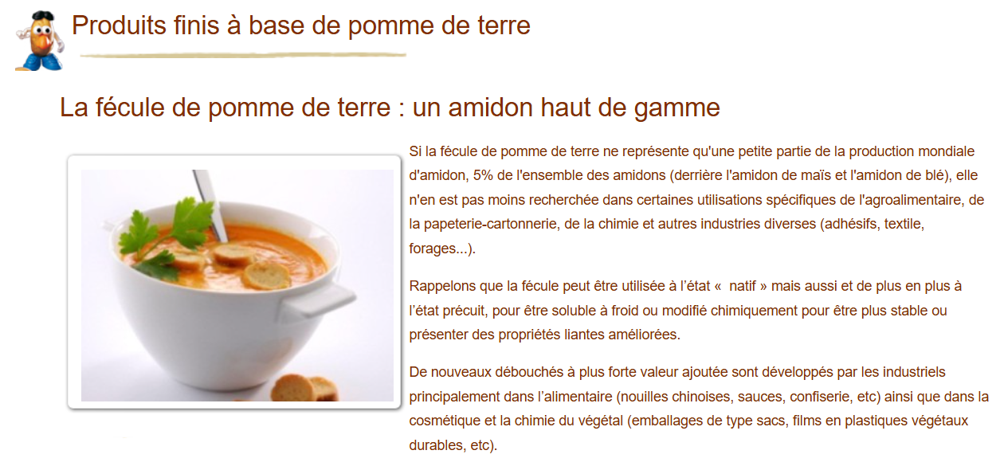 Produits finis à base de pomme de terre
La fécule de pomme de terre : un amidon haut de gamme
Si la fécule de pomme de terre ne représente qu'une petite partie de la production mondiale
d'amidon, 5% de l'ensemble des amidons (derrière l'amidon de maïs et l'amidon de blé), elle
n'en est pas moins recherchée dans certaines utilisations spécifiques de l'agroalimentaire, de
la papeterie-cartonnerie, de la chimie et autres industries diverses (adhésifs, textile,
forages...).
Rappelons que la fécule peut être utilisée à l’état «  natif » mais aussi et de plus en plus à
l’état précuit, pour être soluble à froid ou modifié chimiquement pour être plus stable ou
présenter des propriétés liantes améliorées.
De nouveaux débouchés à plus forte valeur ajoutée sont développés par les industriels
principalement dans l’alimentaire (nouilles chinoises, sauces, confiserie, etc) ainsi que dans la
cosmétique et la chimie du végétal (emballages de type sacs, films en plastiques végétaux
durables, etc).